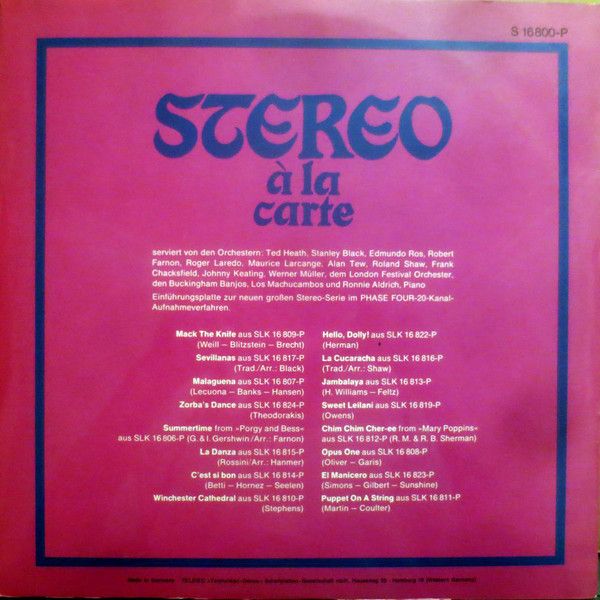 S 16 800-P
STEREO
à la
carte
serviert von den Orchestern: Ted Heath, Stanley Black, Edmundo Ros, Robert
Farnon, Roger Laredo, Maurice Larcange, Alan Tew, Roland Shaw, Frank
Chacksfield, Johnny Keating, Werner Müller, dem London Festival Orchester,
den Buckingham Banjos, Los Machucambos und Ronnie Aldrich, Piano
Einführungsplatte zur neuen großen Stereo-Serie im PHASE FOUR-20-Kanal-
Aufnahmeverfahren.
Mack The Knife aus SLK 16 809-P
(Weill – Blitzstein – Brecht)
Sevillanas aus SLK 16 817-P
(Trad./Arr.: Black)
Malaguena aus SLK 16 807-P
(Lecuona – Banks – Hansen)
Zorba's Dance aus SLK 16 824-P
(Theodorakis)
Summertime from »Porgy and Bess«
aus SLK 16 806-P (G. & I. Gershwin/Arr.: Farnon)
La Danza aus SLK 16 815-P
(Rossini/Arr.: Hanmer)
C'est si bon aus SLK 16 814-P
(Betti – Hornez – Seelen)
Winchester Cathedral aus SLK 16 810-P
(Stephens)
Hello, Dolly! aus SLK 16 822-P
(Herman)
La Cucaracha aus SLK 16 816-P
(Trad./Arr.: Shaw)
Jambalaya aus SLK 16 813-P
(H. Williams – Feltz)
Sweet Leilani aus SLK 16 819-P
(Owens)
Chim Chim Cher-ee from »Mary Poppins«
aus SLK 16 812-P (R. M. & R. B. Sherman)
Opus One aus SLK 16 808-P
(Oliver – Garis)
El Manicero aus SLK 16 823-P
(Simons – Gilbert – Sunshine)
Puppet On A String aus SLK 16 811-P
(Martin – Coulter)
Made in Germany TELDEC »Telefunken-Decca« Schallplatten-Gesellschaft mbH, Hamburg (Western Germany)